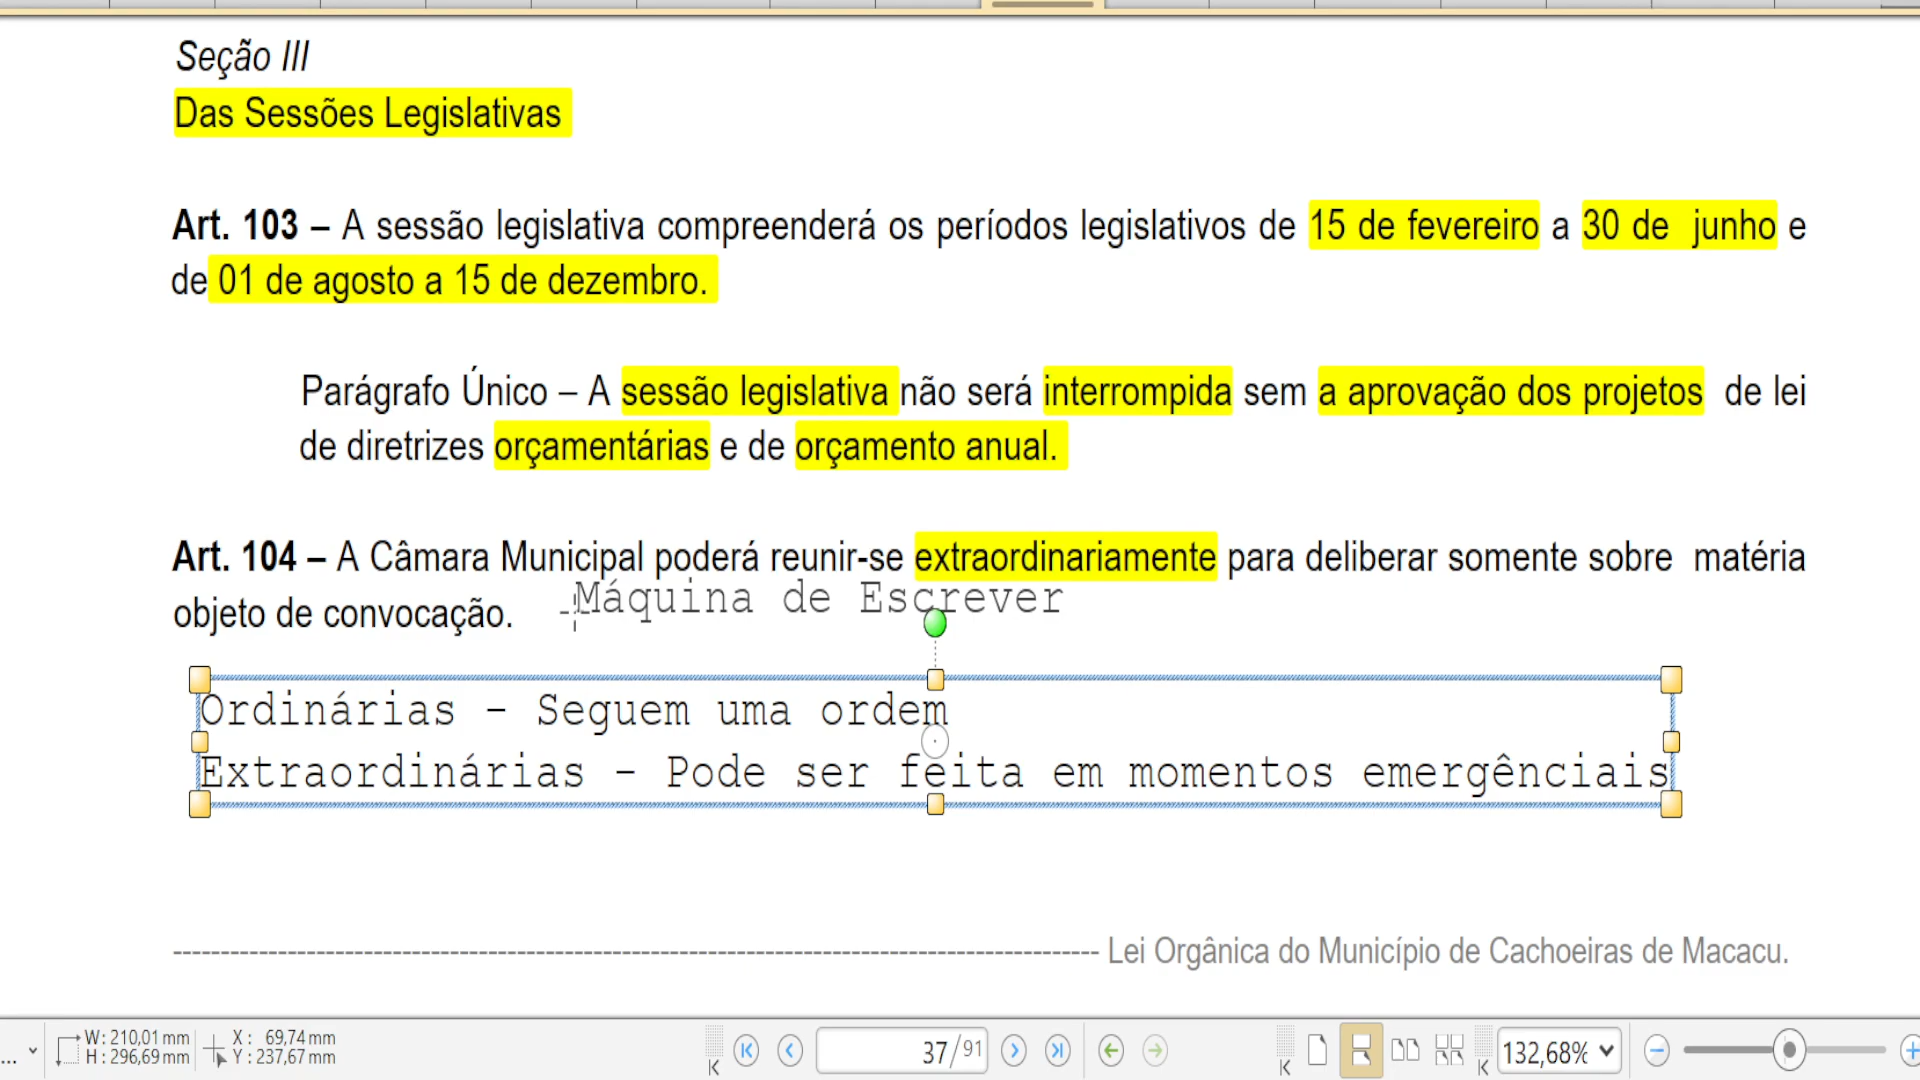 Seção III
Das Sessões Legislativas
Art. 103 – A sessão legislativa compreenderá os períodos legislativos de 15 de fevereiro a 30 de junho e
de 01 de agosto a 15 de dezembro.
Parágrafo Único – A sessão legislativa não será interrompida sem a aprovação dos projetos de lei
de diretrizes orçamentárias e de orçamento anual.
Art. 104 – A Câmara Municipal poderá reunir-se extraordinariamente para deliberar somente sobre matéria
objeto de convocação.
Máquina de Escrever
Ordinárias - Seguem uma ordem
Extraordinárias - Pode ser feita em momentos emergênciais
Lei Orgânica do Município de Cachoeiras de Macacu.
... W: 210,01 mm X: 69,74 mm 37/91 132,68%
H: 296,69 mm Y: 237,67 mm